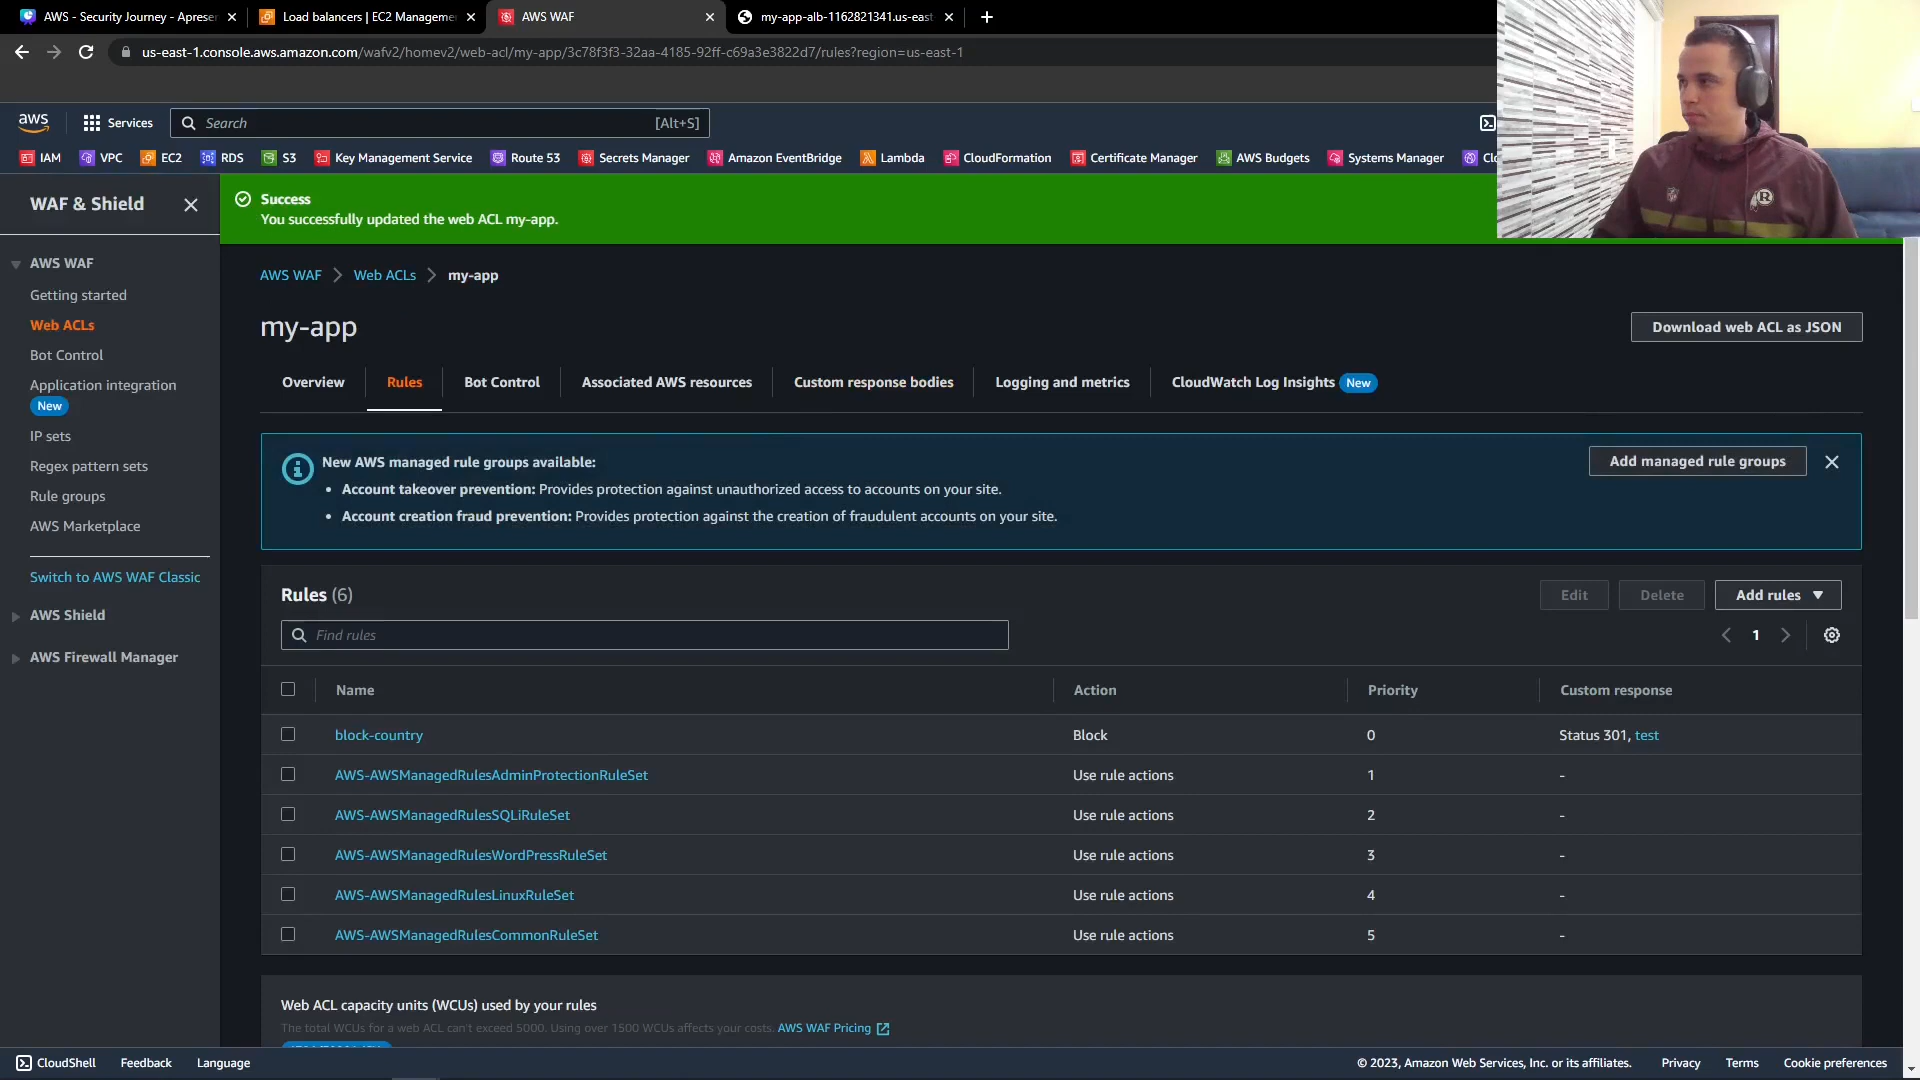 AWS - Security Journey - Aprese
Load balancers | EC2 Manageme
AWS WAF
my-app-alb-1162821341.us-east
us-east-1.console.aws.amazon.com/wafv2/homev2/web-acl/my-app/3c78f3f3-32aa-4185-92ff-c69a3e3822d7/rules?region=us-east-1
aws
Services
Search
[Alt+S]
IAM
VPC
EC2
RDS
S3
Key Management Service
Route 53
Secrets Manager
Amazon EventBridge
Lambda
CloudFormation
Certificate Manager
AWS Budgets
Systems Manager
WAF & Shield
AWS WAF
Getting started
Web ACLs
Bot Control
Application integration
New
IP sets
Regex pattern sets
Rule groups
AWS Marketplace
Switch to AWS WAF Classic
AWS Shield
AWS Firewall Manager
Success
You successfully updated the web ACL my-app.
AWS WAF > Web ACLs > my-app
my-app
Download web ACL as JSON
Overview
Rules
Bot Control
Associated AWS resources
Custom response bodies
Logging and metrics
CloudWatch Log Insights New
New AWS managed rule groups available:
• Account takeover prevention: Provides protection against unauthorized access to accounts on your site.
• Account creation fraud prevention: Provides protection against the creation of fraudulent accounts on your site.
Add managed rule groups
Rules (6)
Edit
Delete
Add rules
Find rules
1
Name Action Priority Custom response
block-country Block 0 Status 301, test
AWS-AWSManagedRulesAdminProtectionRuleSet Use rule actions 1 -
AWS-AWSManagedRulesSQLiRuleSet Use rule actions 2 -
AWS-AWSManagedRulesWordPressRuleSet Use rule actions 3 -
AWS-AWSManagedRulesLinuxRuleSet Use rule actions 4 -
AWS-AWSManagedRulesCommonRuleSet Use rule actions 5 -
Web ACL capacity units (WCUs) used by your rules
The total WCUs for a web ACL can't exceed 5000. Using over 1500 WCUs affects your costs. AWS WAF Pricing
CloudShell
Feedback
Language
© 2023, Amazon Web Services, Inc. or its affiliates.
Privacy
Terms
Cookie preferences